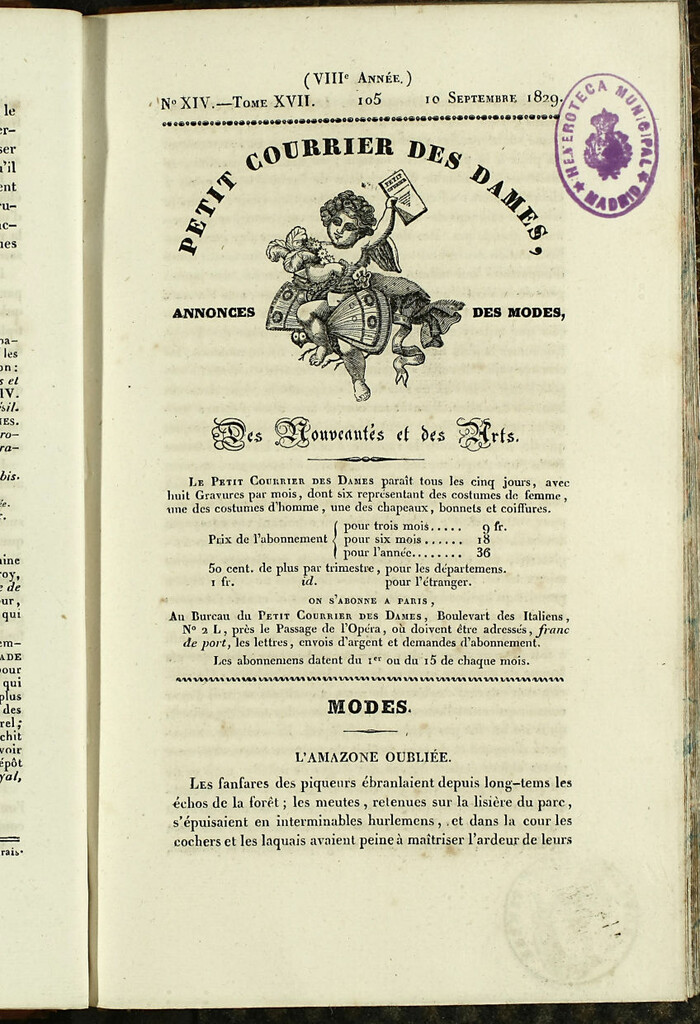 (VIIIᵉ ANNÉE.)
Nº XIV.—TOME XVII. 105 10 SEPTEMBRE 1829.
HEMEROTECA MUNICIPAL
★ MADRID ★
PETIT COURRIER DES DAMES,
PETIT
ANNONCES DES MODES,
Des Nouveautés et des Arts.
LE PETIT COURRIER DES DAMES paraît tous les cinq jours, avec
huit Gravures par mois, dont six représentant des costumes de femme,
une des costumes d'homme, une des chapeaux, bonnets et coiffures.
Prix de l'abonnement { pour trois mois..... 9 fr.
pour six mois...... 18
pour l'année........ 36
50 cent. de plus par trimestre, pour les départemens.
1 fr. id. pour l'étranger.
ON S'ABONNE A PARIS,
Au Bureau du PETIT COURRIER DES DAMES, Boulevart des Italiens,
Nº 2 L, près le Passage de l'Opéra, où doivent être adressés, franc
de port, les lettres, envois d'argent et demandes d'abonnement.
Les abonnemens datent du 1ᵉʳ ou du 15 de chaque mois.
MODES.
L'AMAZONE OUBLIÉE.
LES fanfares des piqueurs ébranlaient depuis long-tems les
échos de la forêt; les meutes, retenues sur la lisière du parc,
s'épuisaient en interminables hurlemens, et dans la cour les
cochers et les laquais avaient peine à maîtriser l'ardeur de leurs